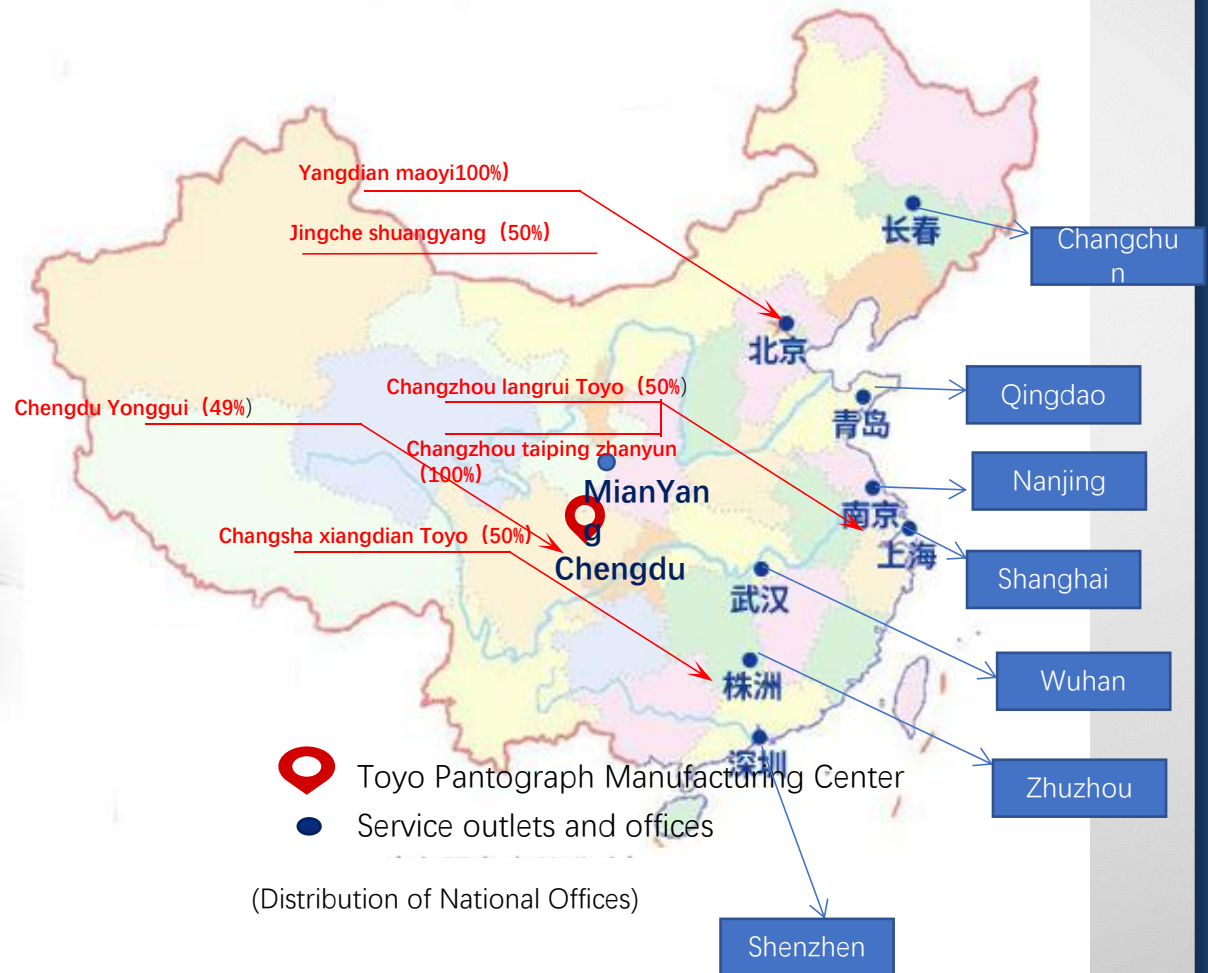 Yangdian maoyi100%)
Jingche shuangyang（50%)
长春
Changchu
n
北京
Changzhou langrui Toyo（50%)
Qingdao
Chengdu Yonggui（49%)
青岛
Changzhou taiping zhanyun
（100%)
MianYan
g
Nanjing
南京
Changsha xiangdian Toyo（50%)
上海
Chengdu
Shanghai
武汉
Wuhan
株洲
深圳
Toyo Pantograph Manufacturing Center
Zhuzhou
Service outlets and offices
(Distribution of National Offices)
Shenzhen